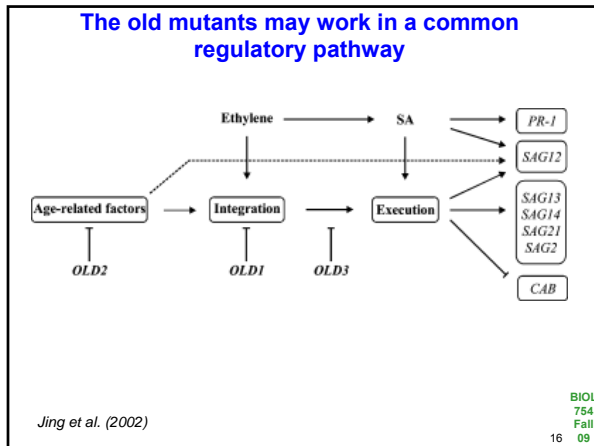 The old mutants may work in a common
regulatory pathway
Ethylene SA PR-1
SAG12
Age-related factors Integration Execution
SAG13
SAG14
SAG21
SAG2
OLD2 OLD1 OLD3
CAB
Jing et al. (2002)
BIOL
754
Fall
16 09